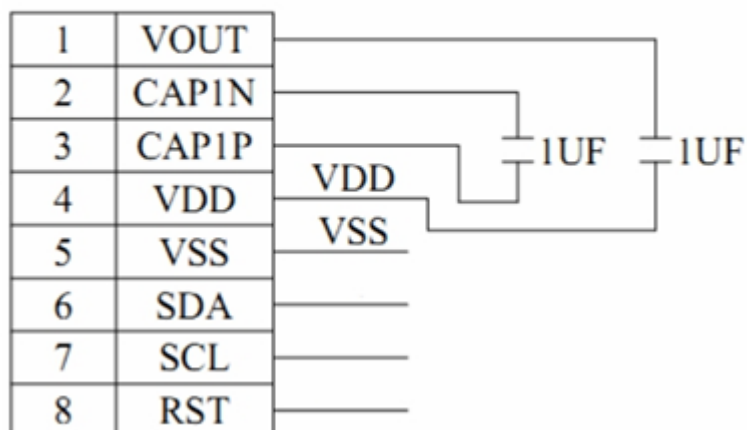 1 VOUT
2 CAP1N
3 CAP1P 1UF 1UF
VDD
4 VDD
VSS
5 VSS
6 SDA
7 SCL
8 RST